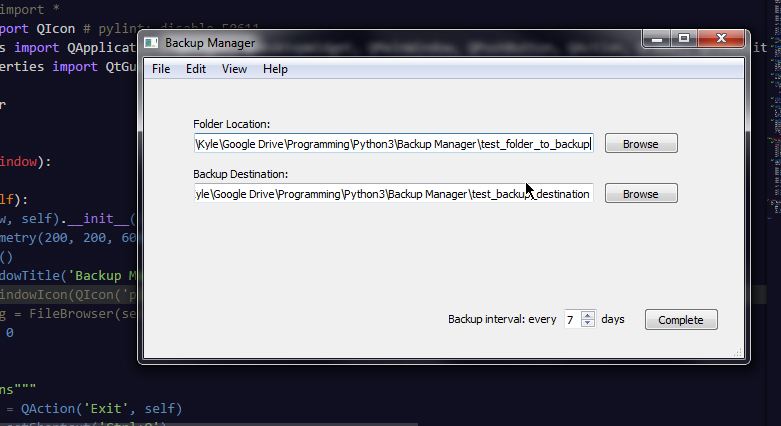 import *
port QIcon # pylint: disable=E0611
s import QApplicat
it
erties import QtGu
r
indow):
lf):
w, self).__init__(
metry(200, 200, 60
()
dowTitle('Backup M
indowIcon(QIcon('p
g = FileBrowser(se
0
ns"""
= QAction('Exit', self)
Backup Manager
File Edit View Help
Folder Location:
\Kyle\Google Drive\Programming\Python3\Backup Manager\test_folder_to_backup
Browse
Backup Destination:
yle\Google Drive\Programming\Python3\Backup Manager\test_backup_destination
Browse
Backup interval: every 7 days
Complete